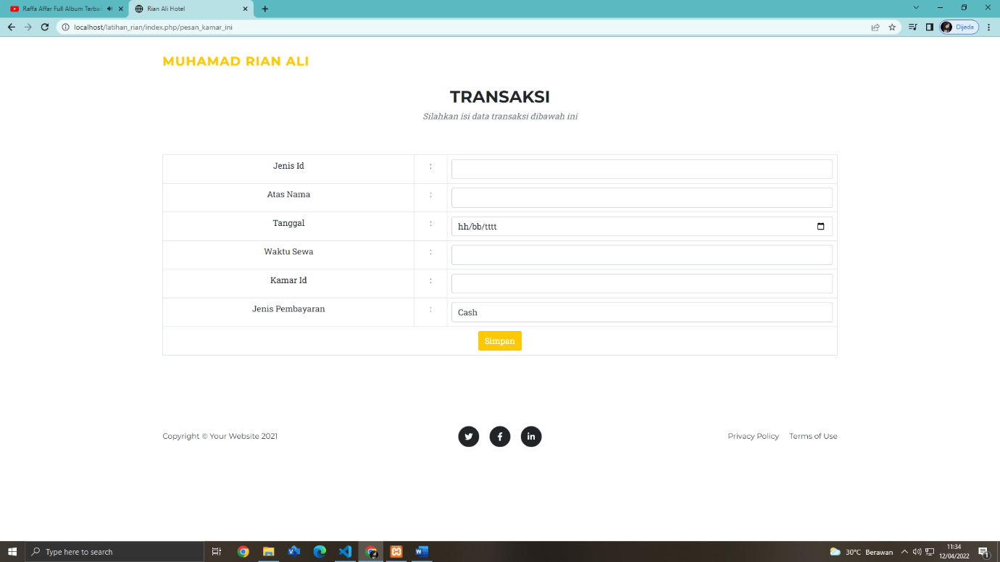 Raffa Affar Full Album Terbai
Rian Ali Hotel
localhost/latihan_rian/index.php/pesan_kamar_ini
Dijeda
MUHAMAD RIAN ALI
TRANSAKSI
Silahkan isi data transaksi dibawah ini
Jenis Id :
Atas Nama :
Tanggal : hh/bb/tttt
Waktu Sewa :
Kamar Id :
Jenis Pembayaran : Cash
Simpan
Copyright © Your Website 2021
Privacy Policy Terms of Use
Type here to search
30°C Berawan
11:34
12/04/2022
1